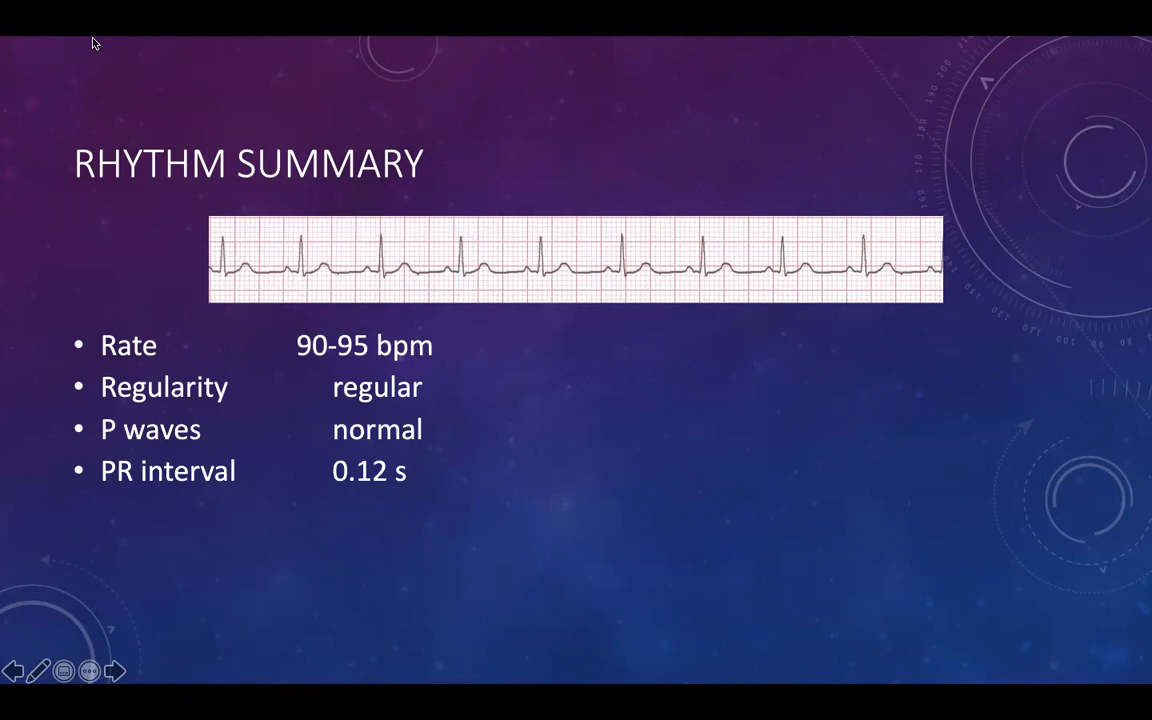 RHYTHM SUMMARY
• Rate 90-95 bpm
• Regularity regular
• P waves normal
• PR interval 0.12 s